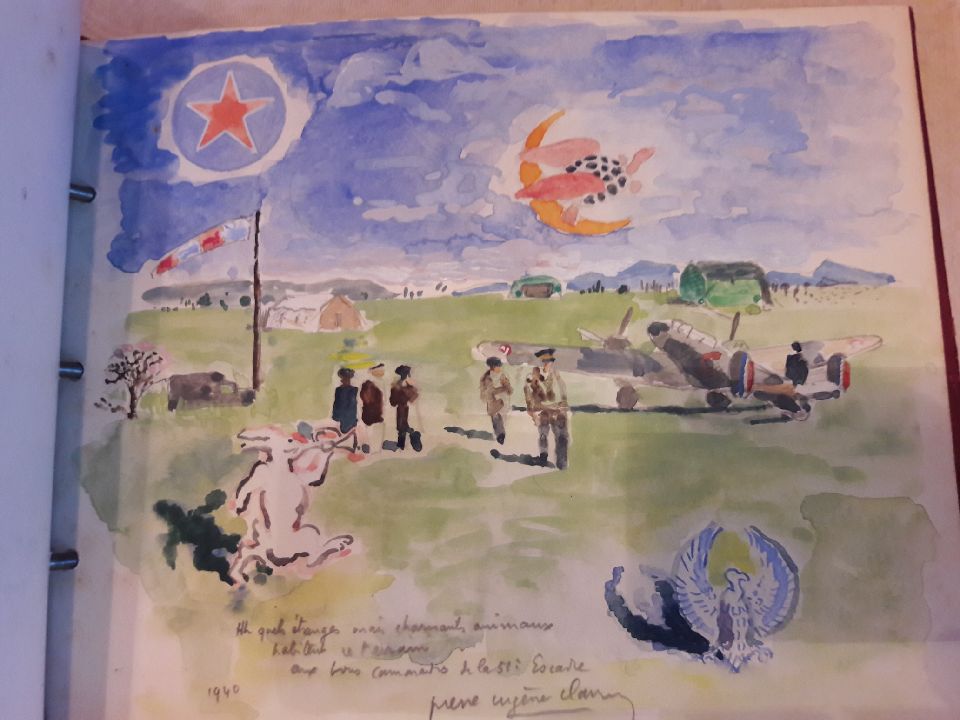 Ah quels étranges mais charmants animaux
habitent ce terrain
aux bons camarades de la 51e Escadre
1940
pierre eugène Clairin